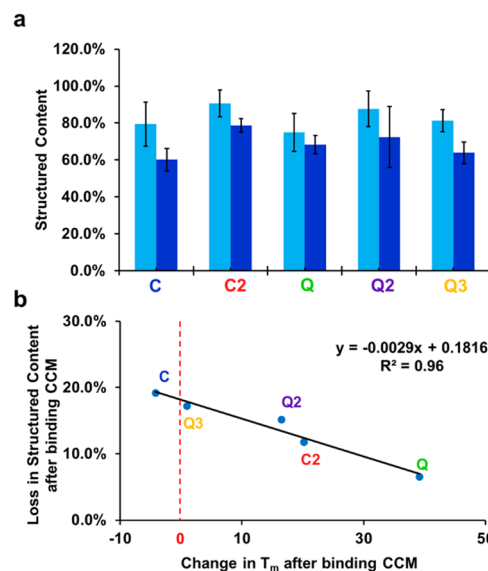 a
Structured Content
120.0%
100.0%
80.0%
60.0%
40.0%
20.0%
0.0%
C C2 Q Q2 Q3
b
Loss in Structured Content
after binding CCM
30.0%
20.0%
10.0%
0.0%
y = -0.0029x + 0.1816
R² = 0.96
C
Q3
Q2
C2
Q
-10 0 10 20 30 40 50
Change in Tm after binding CCM